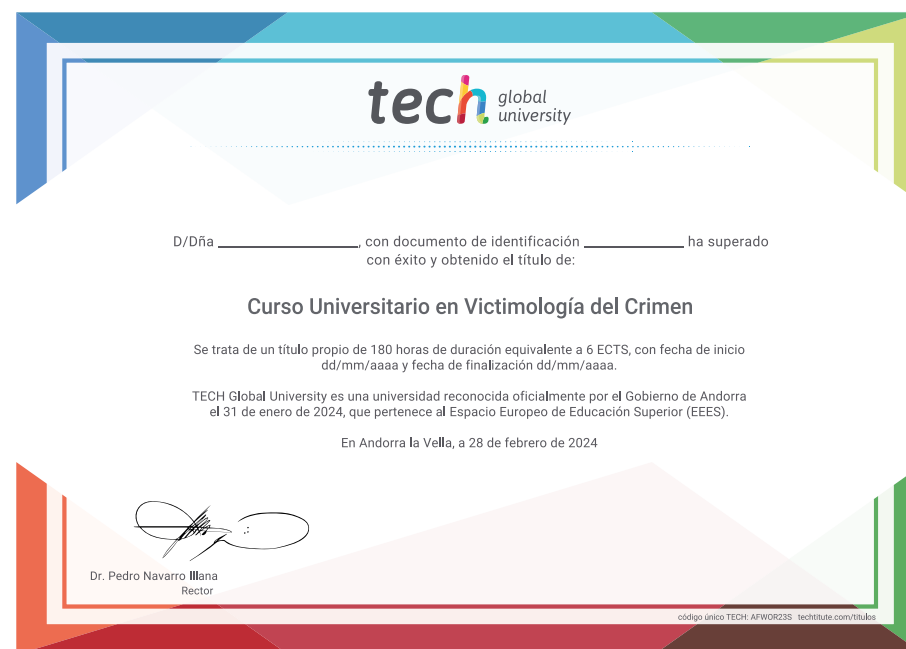 tech global university
D/Dña ____________________, con documento de identificación ______________ ha superado
con éxito y obtenido el título de:
Curso Universitario en Victimología del Crimen
Se trata de un título propio de 180 horas de duración equivalente a 6 ECTS, con fecha de inicio
dd/mm/aaaa y fecha de finalización dd/mm/aaaa.
TECH Global University es una universidad reconocida oficialmente por el Gobierno de Andorra
el 31 de enero de 2024, que pertenece al Espacio Europeo de Educación Superior (EEES).
En Andorra la Vella, a 28 de febrero de 2024
Dr. Pedro Navarro Illana
Rector
código único TECH: AFWOR23S techtitute.com/titulos